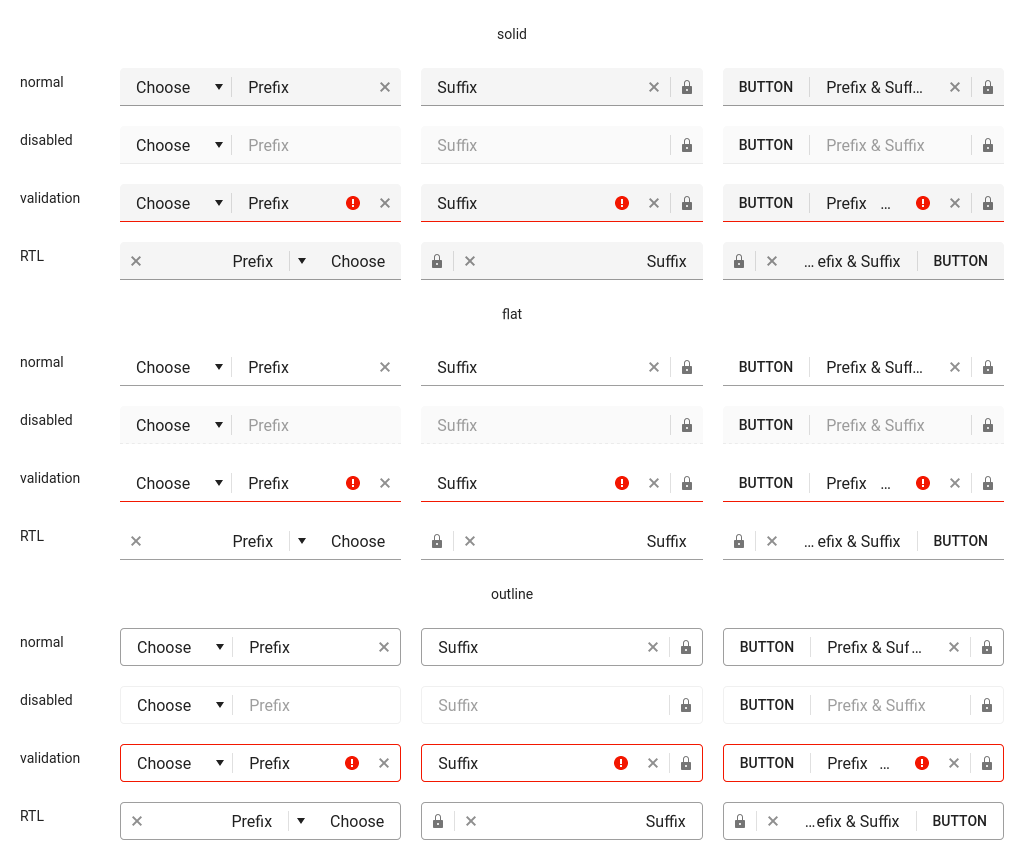 solid
normal Choose Prefix Suffix BUTTON Prefix & Suff...
disabled Choose Prefix Suffix BUTTON Prefix & Suffix
validation Choose Prefix Suffix BUTTON Prefix ...
RTL Prefix Choose Suffix ... efix & Suffix BUTTON
flat
normal Choose Prefix Suffix BUTTON Prefix & Suff...
disabled Choose Prefix Suffix BUTTON Prefix & Suffix
validation Choose Prefix Suffix BUTTON Prefix ...
RTL Prefix Choose Suffix ... efix & Suffix BUTTON
outline
normal Choose Prefix Suffix BUTTON Prefix & Suf...
disabled Choose Prefix Suffix BUTTON Prefix & Suffix
validation Choose Prefix Suffix BUTTON Prefix ...
RTL Prefix Choose Suffix ...efix & Suffix BUTTON